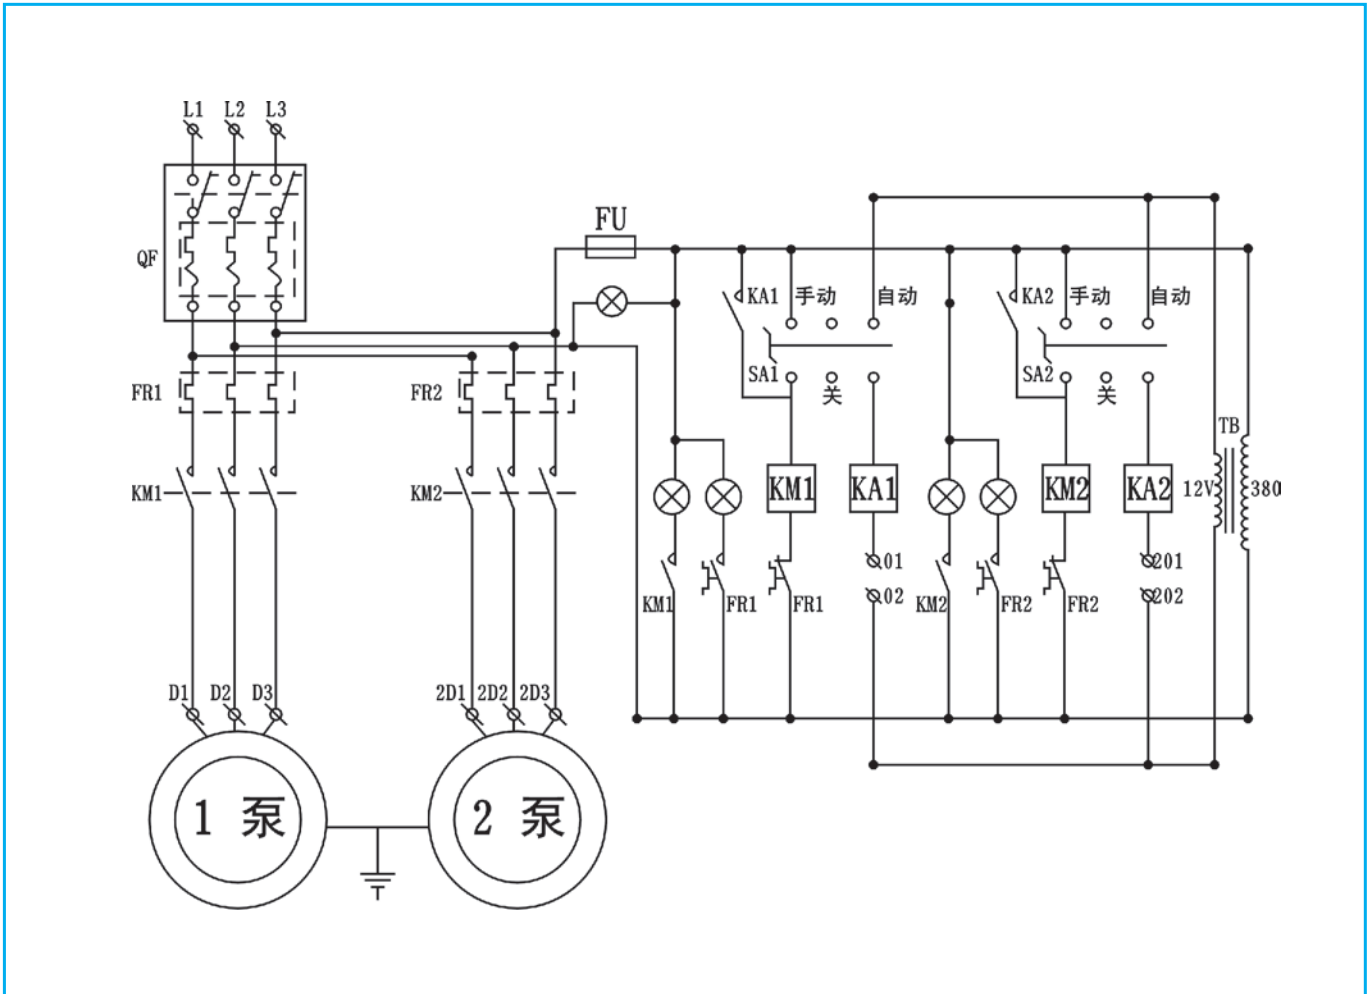 L1 L2 L3
FU
QF
KA1 手动 自动 KA2 手动 自动
SA1 关 SA2 关
FR1 FR2
TB
KM1 KM2
KM1 KA1 KM2 KA2 12V 380
01 201
02 202
KM1 FR1 FR1 KM2 FR2 FR2
D1 D2 D3 2D1 2D2 2D3
1 泵 2 泵